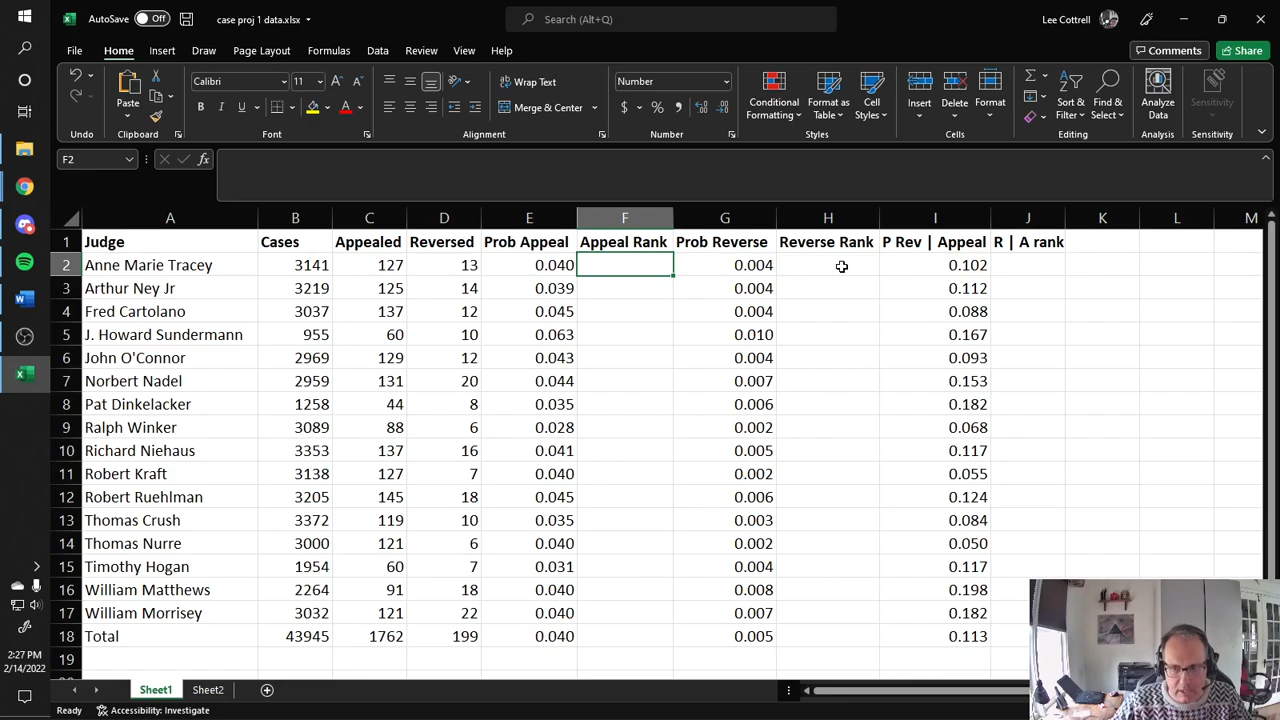 AutoSave Off case proj 1 data.xlsx Search (Alt+Q) Lee Cottrell
File Home Insert Draw Page Layout Formulas Data Review View Help Comments Share
Calibri 11 Wrap Text Number
Paste B I U A Merge & Center $ % Conditional Formatting Format as Table Cell Styles Insert Delete Format Sort & Filter Find & Select Analyze Data Sensitivity
Undo Clipboard Font Alignment Number Styles Cells Editing Analysis Sensitivity
F2 fx
A B C D E F G H I J K L M
1 Judge Cases Appealed Reversed Prob Appeal Appeal Rank Prob Reverse Reverse Rank P Rev | Appeal R | A rank
2 Anne Marie Tracey 3141 127 13 0.040 0.004 0.102
3 Arthur Ney Jr 3219 125 14 0.039 0.004 0.112
4 Fred Cartolano 3037 137 12 0.045 0.004 0.088
5 J. Howard Sundermann 955 60 10 0.063 0.010 0.167
6 John O'Connor 2969 129 12 0.043 0.004 0.093
7 Norbert Nadel 2959 131 20 0.044 0.007 0.153
8 Pat Dinkelacker 1258 44 8 0.035 0.006 0.182
9 Ralph Winker 3089 88 6 0.028 0.002 0.068
10 Richard Niehaus 3353 137 16 0.041 0.005 0.117
11 Robert Kraft 3138 127 7 0.040 0.002 0.055
12 Robert Ruehlman 3205 145 18 0.045 0.006 0.124
13 Thomas Crush 3372 119 10 0.035 0.003 0.084
14 Thomas Nurre 3000 121 6 0.040 0.002 0.050
15 Timothy Hogan 1954 60 7 0.031 0.004 0.117
16 William Matthews 2264 91 18 0.040 0.008 0.198
17 William Morrisey 3032 121 22 0.040 0.007 0.182
18 Total 43945 1762 199 0.040 0.005 0.113
19
2:27 PM
2/14/2022
Sheet1 Sheet2
Ready Accessibility: Investigate